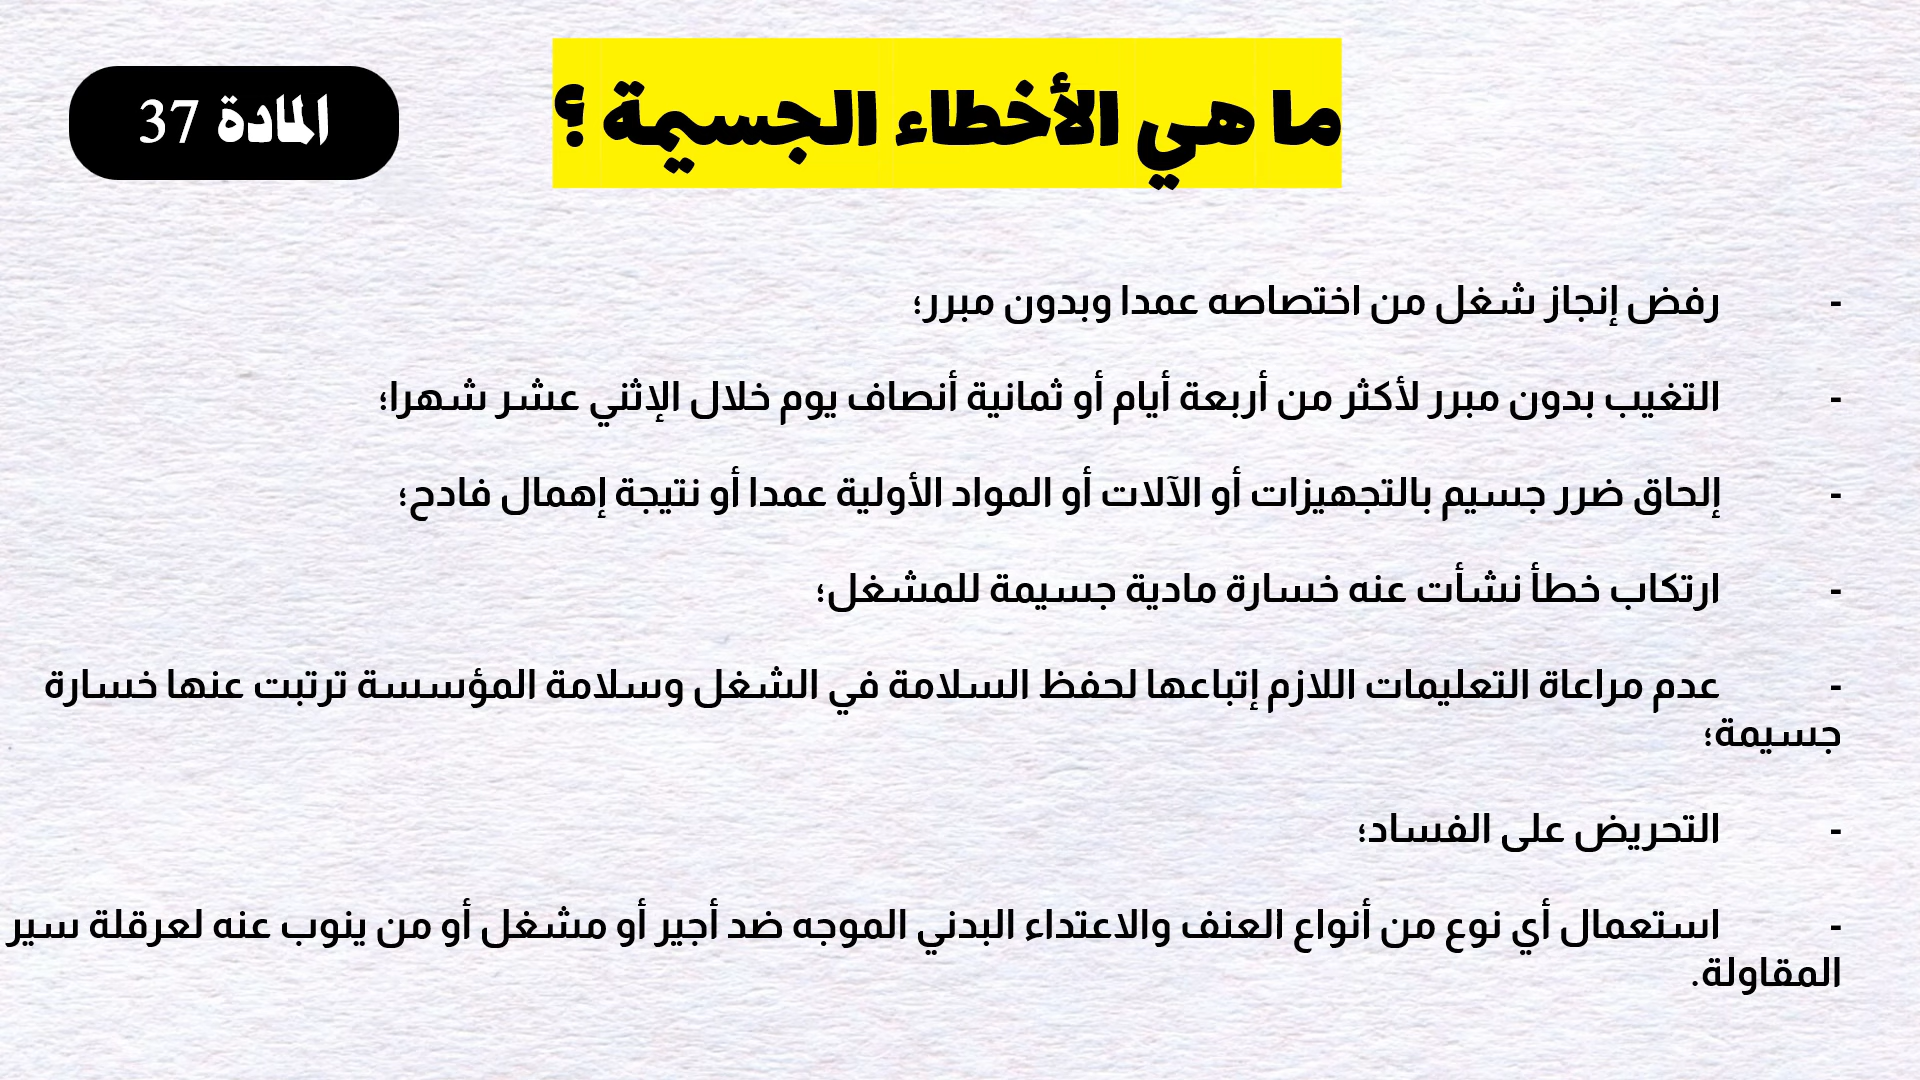 ما هي الأخطاء الجسيمة ؟
المادة 37
- رفض إنجاز شغل من اختصاصه عمدا وبدون مبرر؛
- التغيب بدون مبرر لأكثر من أربعة أيام أو ثمانية أنصاف يوم خلال الإثني عشر شهرا؛
- إلحاق ضرر جسيم بالتجهيزات أو الآلات أو المواد الأولية عمدا أو نتيجة إهمال فادح؛
- ارتكاب خطأ نشأت عنه خسارة مادية جسيمة للمشغل؛
- عدم مراعاة التعليمات اللازم إتباعها لحفظ السلامة في الشغل وسلامة المؤسسة ترتبت عنها خسارة
جسيمة؛
- التحريض على الفساد؛
- استعمال أي نوع من أنواع العنف والاعتداء البدني الموجه ضد أجير أو مشغل أو من ينوب عنه لعرقلة سير
المقاولة.